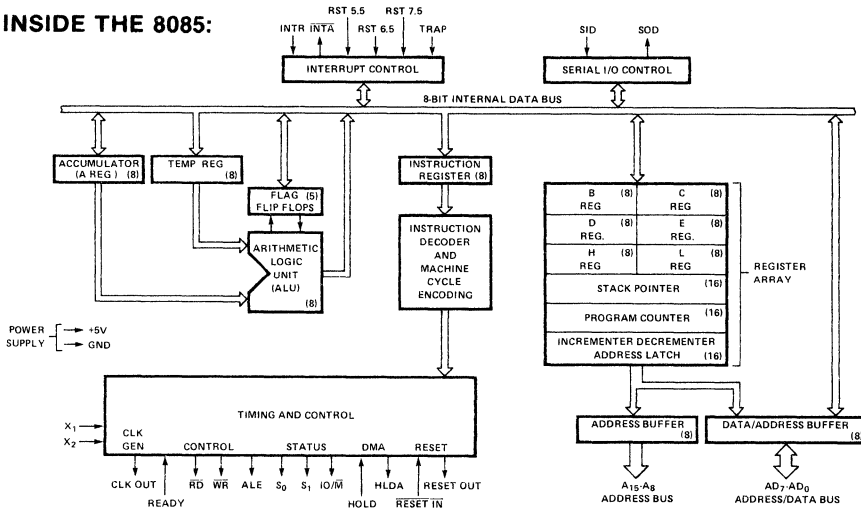 INSIDE THE 8085:
RST 5.5 RST 7.5
INTR INTA RST 6.5 TRAP SID SOD
INTERRUPT CONTROL SERIAL I/O CONTROL
8-BIT INTERNAL DATA BUS
ACCUMULATOR
(A REG) (8)
TEMP REG
(8)
FLAG (5)
FLIP FLOPS
ARITHMETIC
LOGIC
UNIT
(ALU)
(8)
INSTRUCTION
REGISTER (8)
INSTRUCTION
DECODER
AND
MACHINE
CYCLE
ENCODING
B (8) C (8)
REG REG
D (8) E (8)
REG. REG.
H (8) L (8)
REG REG
STACK POINTER (16)
PROGRAM COUNTER (16)
INCREMENTER DECREMENTER
ADDRESS LATCH (16)
REGISTER
ARRAY
POWER
SUPPLY
+5V
GND
TIMING AND CONTROL
X1
X2
CLK
GEN CONTROL STATUS DMA RESET
CLK OUT RD WR ALE S0 S1 IO/M HLDA RESET OUT
READY HOLD RESET IN
ADDRESS BUFFER
(8)
DATA/ADDRESS BUFFER
(8)
A15-A8
ADDRESS BUS
AD7-AD0
ADDRESS/DATA BUS